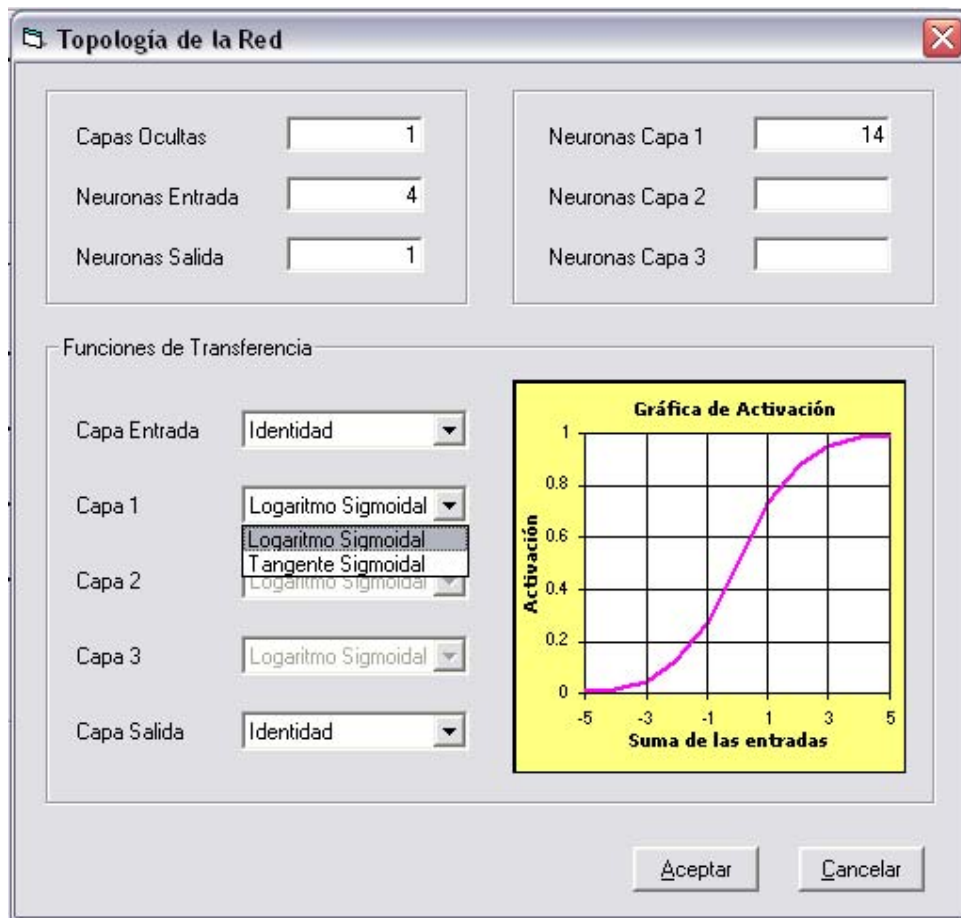 Topología de la Red
Capas Ocultas 1
Neuronas Entrada 4
Neuronas Salida 1
Neuronas Capa 1 14
Neuronas Capa 2
Neuronas Capa 3
Funciones de Transferencia
Capa Entrada Identidad
Capa 1 Logaritmo Sigmoidal
Logaritmo Sigmoidal
Tangente Sigmoidal
Capa 2 Logaritmo Sigmoidal
Capa 3 Logaritmo Sigmoidal
Capa Salida Identidad
Gráfica de Activación
Activación
1
0.8
0.6
0.4
0.2
0
-5 -3 -1 1 3 5
Suma de las entradas
Aceptar Cancelar